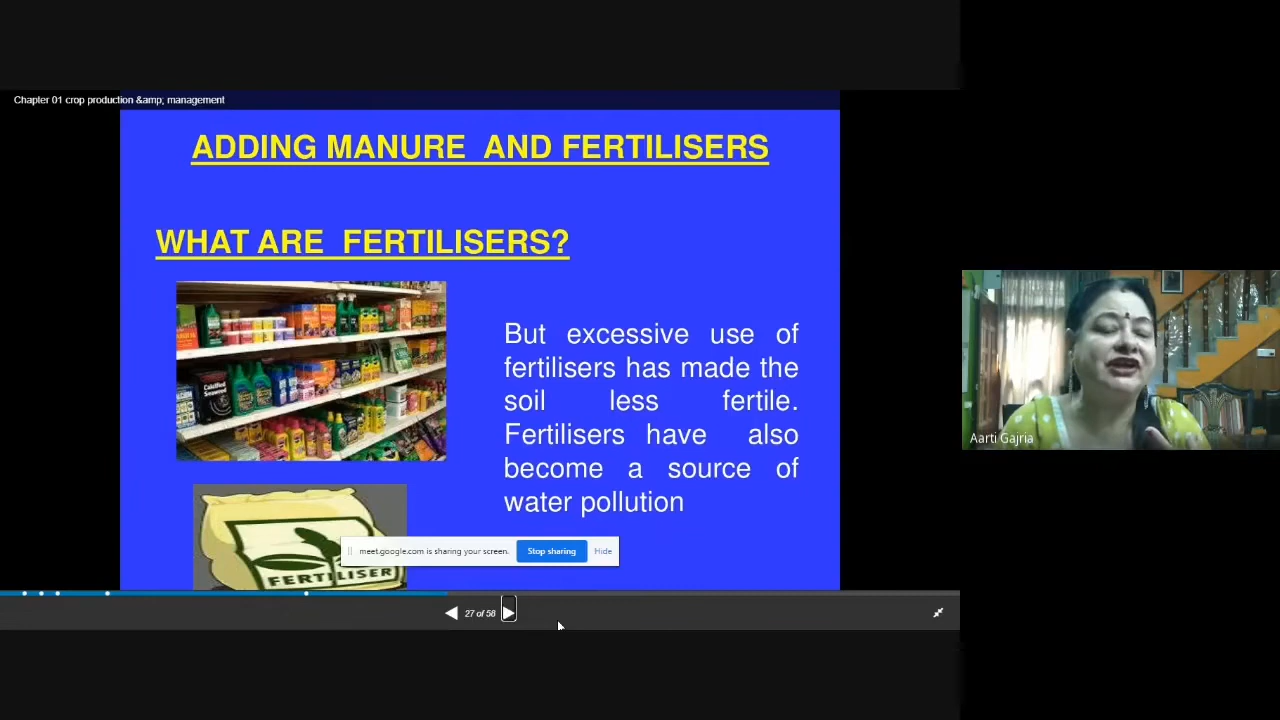 Chapter 01 crop production &amp; management
ADDING MANURE AND FERTILISERS
WHAT ARE FERTILISERS?
But excessive use of
fertilisers has made the
soil less fertile.
Fertilisers have also
become a source of
water pollution
Calcified
Seaweed
FERTILISER
meet.google.com is sharing your screen.
Stop sharing
Hide
27 of 58
Aarti Gajria